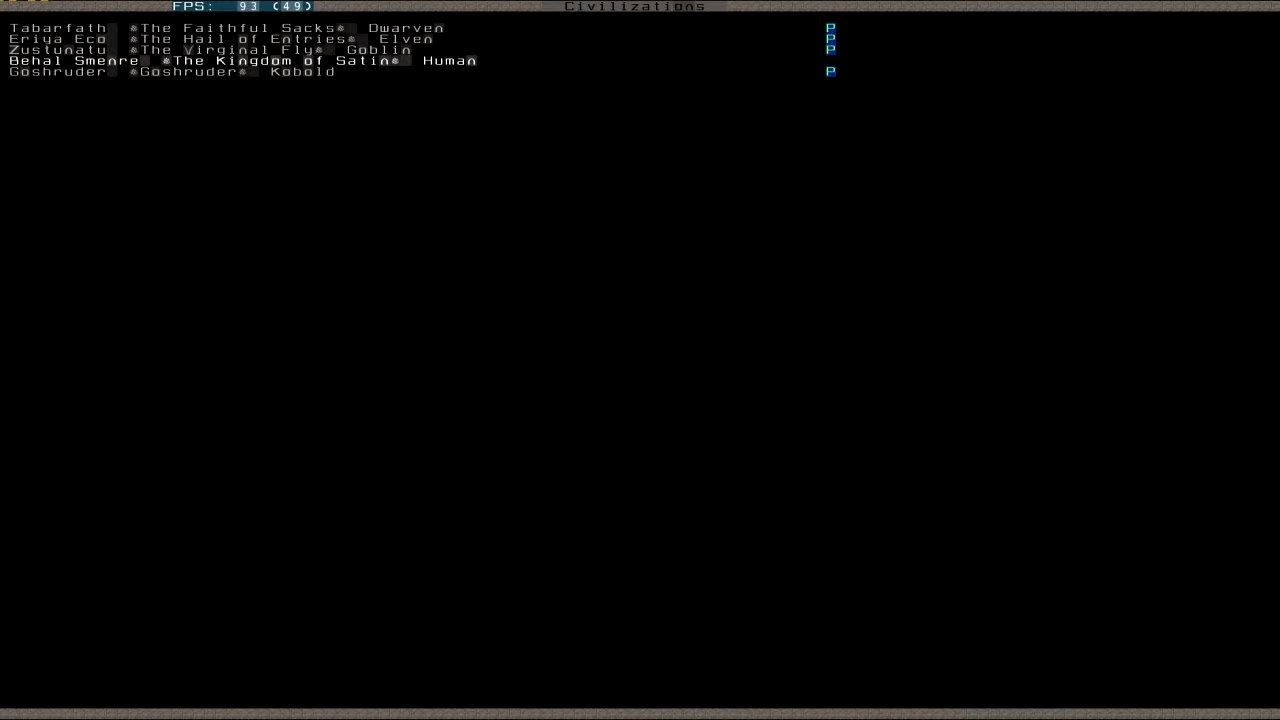 FPS: 93 (49) Civilizations
Tabarfath *The Faithful Sacks* Dwarven P
Eriya Eco *The Hail of Entries* Elven P
Zustunatu *The Virginal Fly* Goblin P
Behal Smenre *The Kingdom of Satin* Human
Goshruder *Goshruder* Kobold P